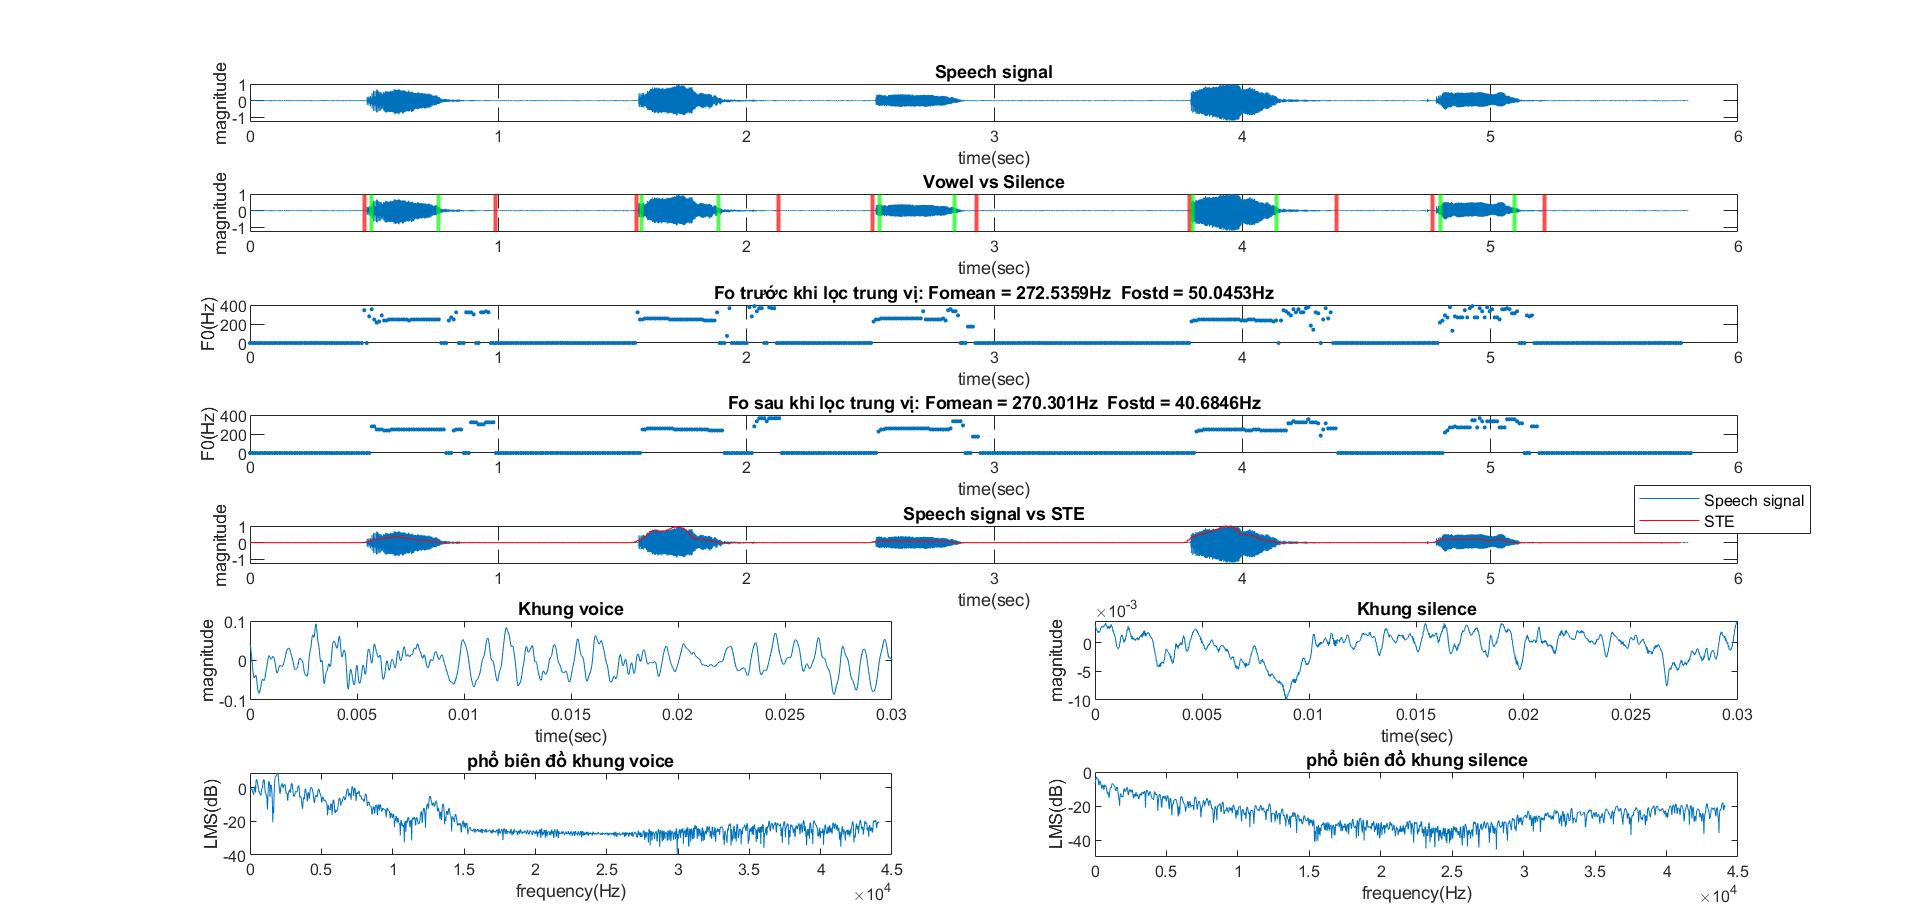 Speech signal
magnitude
1
0
-1
0 1 2 3 4 5 6
time(sec)
Vowel vs Silence
magnitude
1
0
-1
0 1 2 3 4 5 6
time(sec)
Fo trước khi lọc trung vị: Fomean = 272.5359Hz Fostd = 50.0453Hz
F0(Hz)
400
200
0
0 1 2 3 4 5 6
time(sec)
Fo sau khi lọc trung vị: Fomean = 270.301Hz Fostd = 40.6846Hz
F0(Hz)
400
200
0
0 1 2 3 4 5 6
time(sec)
Speech signal vs STE
Speech signal
STE
magnitude
1
0
-1
0 1 2 3 4 5 6
time(sec)
Khung voice
magnitude
0.1
0
-0.1
0 0.005 0.01 0.015 0.02 0.025 0.03
time(sec)
Khung silence
×10⁻³
magnitude
0
-5
-10
0 0.005 0.01 0.015 0.02 0.025 0.03
time(sec)
phổ biên đồ khung voice
LMS(dB)
0
-20
-40
0 0.5 1 1.5 2 2.5 3 3.5 4 4.5
frequency(Hz)
×10⁴
phổ biên đồ khung silence
LMS(dB)
0
-20
-40
0 0.5 1 1.5 2 2.5 3 3.5 4 4.5
frequency(Hz)
×10⁴